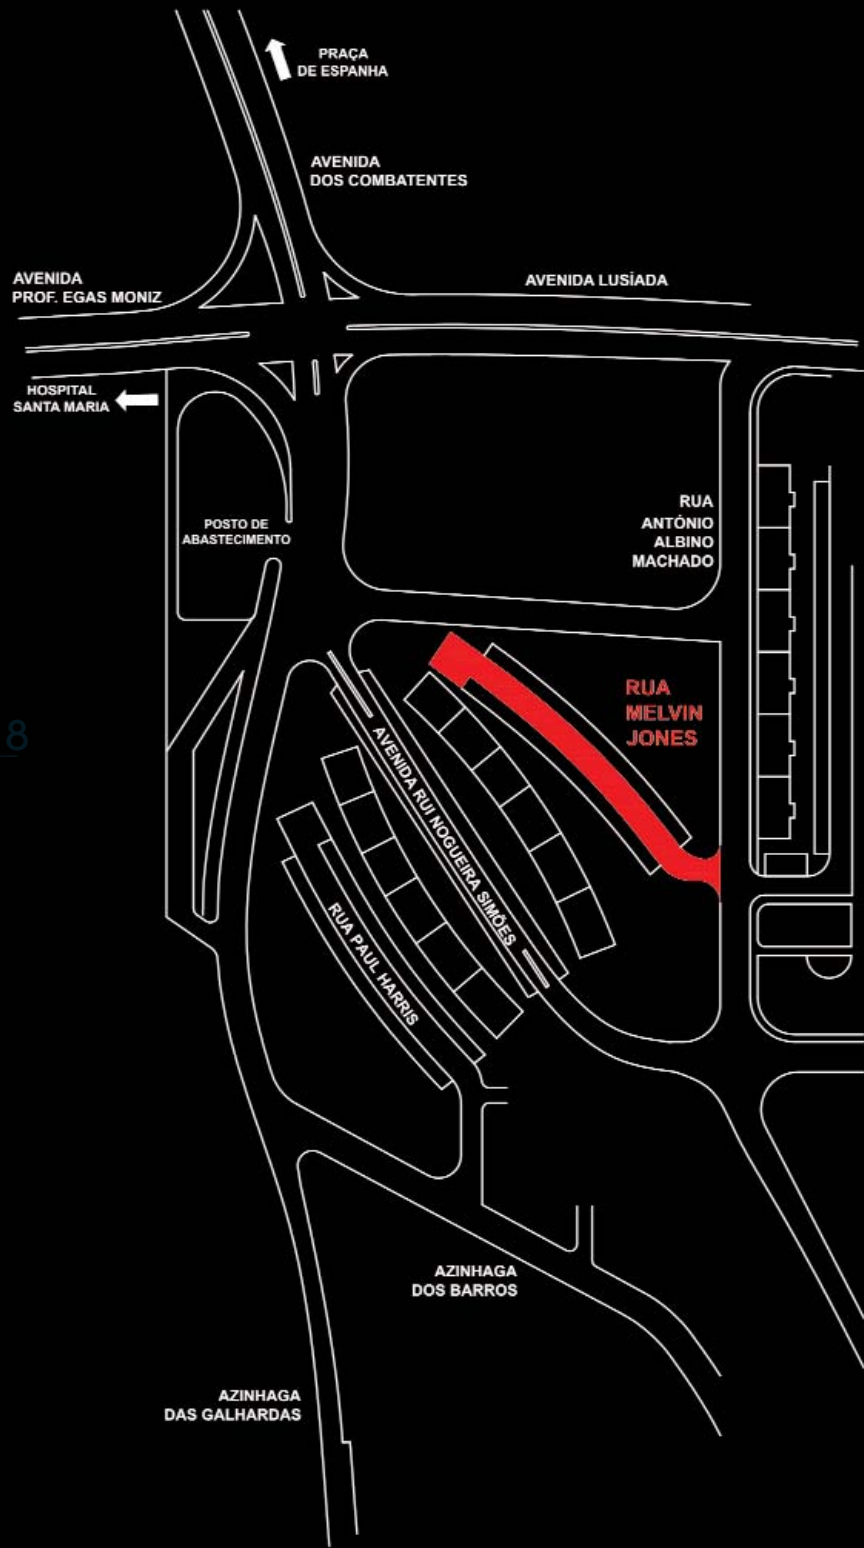 PRAÇA
DE ESPANHA
AVENIDA
DOS COMBATENTES
AVENIDA
PROF. EGAS MONIZ
AVENIDA LUSÍADA
HOSPITAL
SANTA MARIA
POSTO DE
ABASTECIMENTO
RUA
ANTÓNIO
ALBINO
MACHADO
RUA
MELVIN
JONES
8
AVENIDA RUI NOGUEIRA SIMÕES
RUA PAUL HARRIS
AZINHAGA
DOS BARROS
AZINHAGA
DAS GALHARDAS